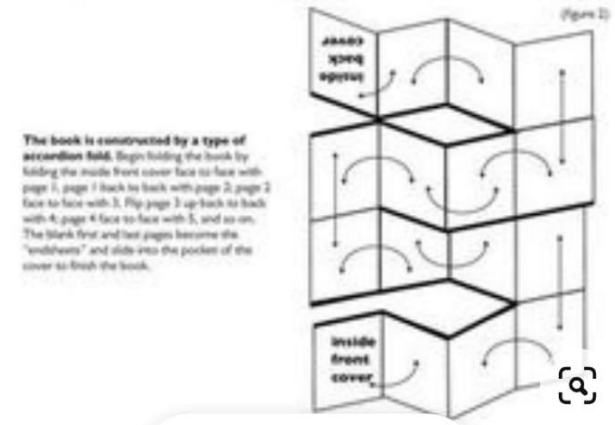 (figure 2)
inside
back
cover
The book is constructed by a type of
accordion fold. Begin folding the book by
folding the inside front cover face to face with
page 1, page 1 back to back with page 2; page 2
face to face with 3. Flip page 3 up back to back
with 4; page 4 face to face with 5, and so on.
The blank first and last pages become the
"endsheets" and slide into the pocket of the
cover to finish the book.
inside
front
cover